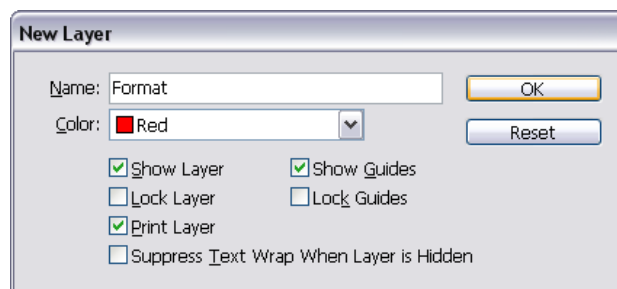 New Layer
Name: Format
OK
Color: Red
Reset
Show Layer Show Guides
Lock Layer Lock Guides
Print Layer
Suppress Text Wrap When Layer is Hidden